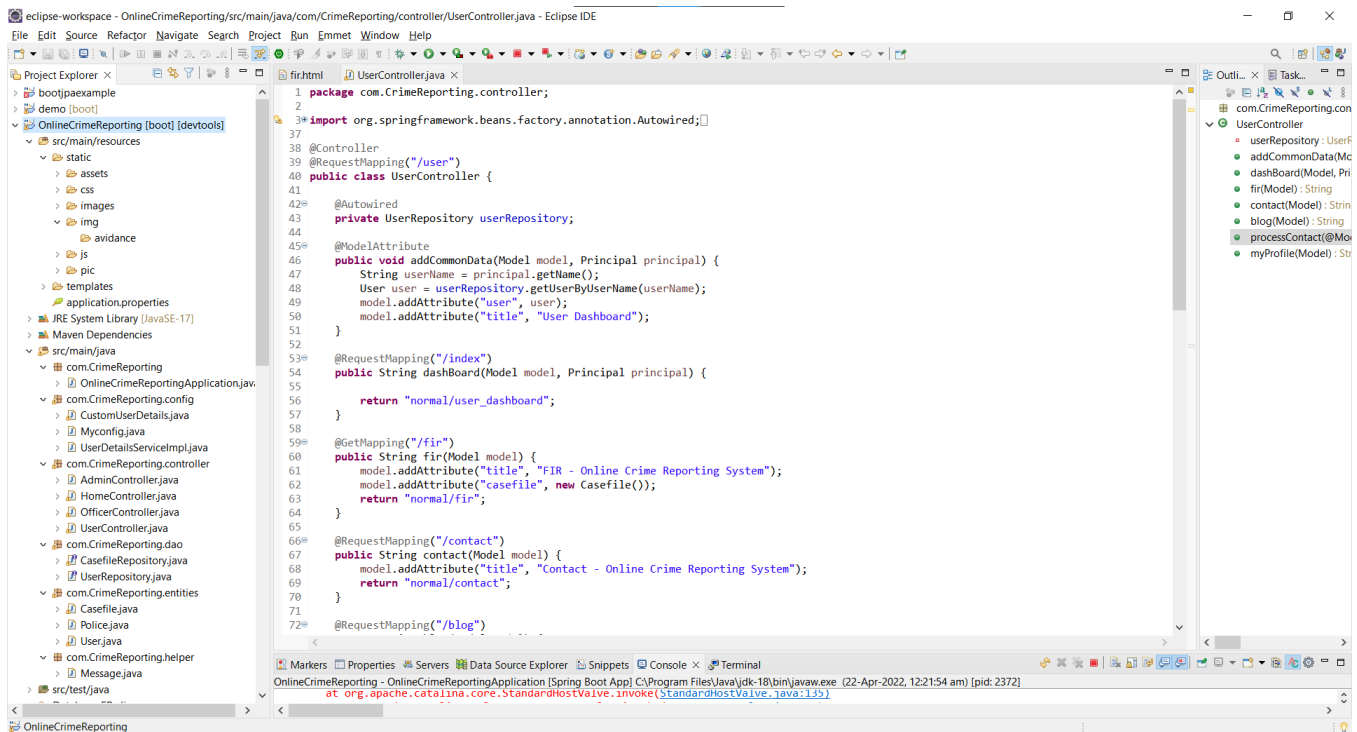 eclipse-workspace - OnlineCrimeReporting/src/main/java/com/CrimeReporting/controller/UserController.java - Eclipse IDE
File Edit Source Refactor Navigate Search Project Run Emmet Window Help
Project Explorer
bootjpaexample
demo [boot]
OnlineCrimeReporting [boot] [devtools]
src/main/resources
static
assets
css
images
img
avidance
js
pic
templates
application.properties
JRE System Library [JavaSE-17]
Maven Dependencies
src/main/java
com.CrimeReporting
OnlineCrimeReportingApplication.java
com.CrimeReporting.config
CustomUserDetails.java
Myconfig.java
UserDetailsServiceImpl.java
com.CrimeReporting.controller
AdminController.java
HomeController.java
OfficerController.java
UserController.java
com.CrimeReporting.dao
CasefileRepository.java
UserRepository.java
com.CrimeReporting.entities
Casefile.java
Police.java
User.java
com.CrimeReporting.helper
Message.java
src/test/java
fir.html UserController.java
1 package com.CrimeReporting.controller;
2
3 import org.springframework.beans.factory.annotation.Autowired;
37
38 @Controller
39 @RequestMapping("/user")
40 public class UserController {
41
42 @Autowired
43 private UserRepository userRepository;
44
45 @ModelAttribute
46 public void addCommonData(Model model, Principal principal) {
47 String userName = principal.getName();
48 User user = userRepository.getUserByUserName(userName);
49 model.addAttribute("user", user);
50 model.addAttribute("title", "User Dashboard");
51 }
52
53 @RequestMapping("/index")
54 public String dashBoard(Model model, Principal principal) {
55
56 return "normal/user_dashboard";
57 }
58
59 @GetMapping("/fir")
60 public String fir(Model model) {
61 model.addAttribute("title", "FIR - Online Crime Reporting System");
62 model.addAttribute("casefile", new Casefile());
63 return "normal/fir";
64 }
65
66 @RequestMapping("/contact")
67 public String contact(Model model) {
68 model.addAttribute("title", "Contact - Online Crime Reporting System");
69 return "normal/contact";
70 }
71
72 @RequestMapping("/blog")
Outli... Task...
com.CrimeReporting.con
UserController
userRepository : UserF
addCommonData(Mc
dashBoard(Model, Pri
fir(Model) : String
contact(Model) : Strin
blog(Model) : String
processContact(@Mo
myProfile(Model) : Str
Markers Properties Servers Data Source Explorer Snippets Console Terminal
OnlineCrimeReporting - OnlineCrimeReportingApplication [Spring Boot App] C:\Program Files\Java\jdk-18\bin\javaw.exe (22-Apr-2022, 12:21:54 am) [pid: 2372]
at org.apache.catalina.core.StandardHostValve.invoke(StandardHostValve.java:135)
OnlineCrimeReporting